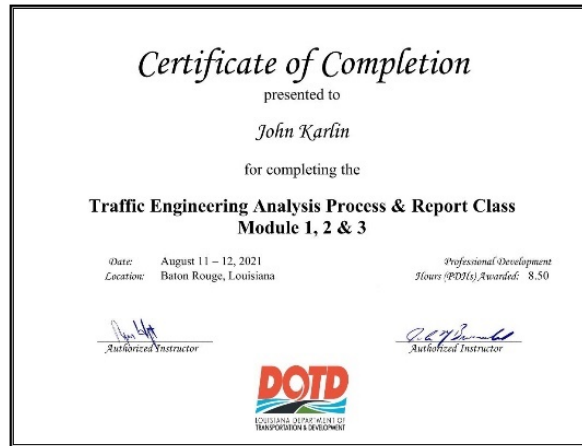 Certificate of Completion
presented to
John Karlin
for completing the
Traffic Engineering Analysis Process & Report Class
Module 1, 2 & 3
Date: August 11 – 12, 2021
Location: Baton Rouge, Louisiana
Professional Development
Hours (PDHs) Awarded: 8.50
Authorized Instructor
Authorized Instructor
DOTD
LOUISIANA DEPARTMENT OF
TRANSPORTATION & DEVELOPMENT